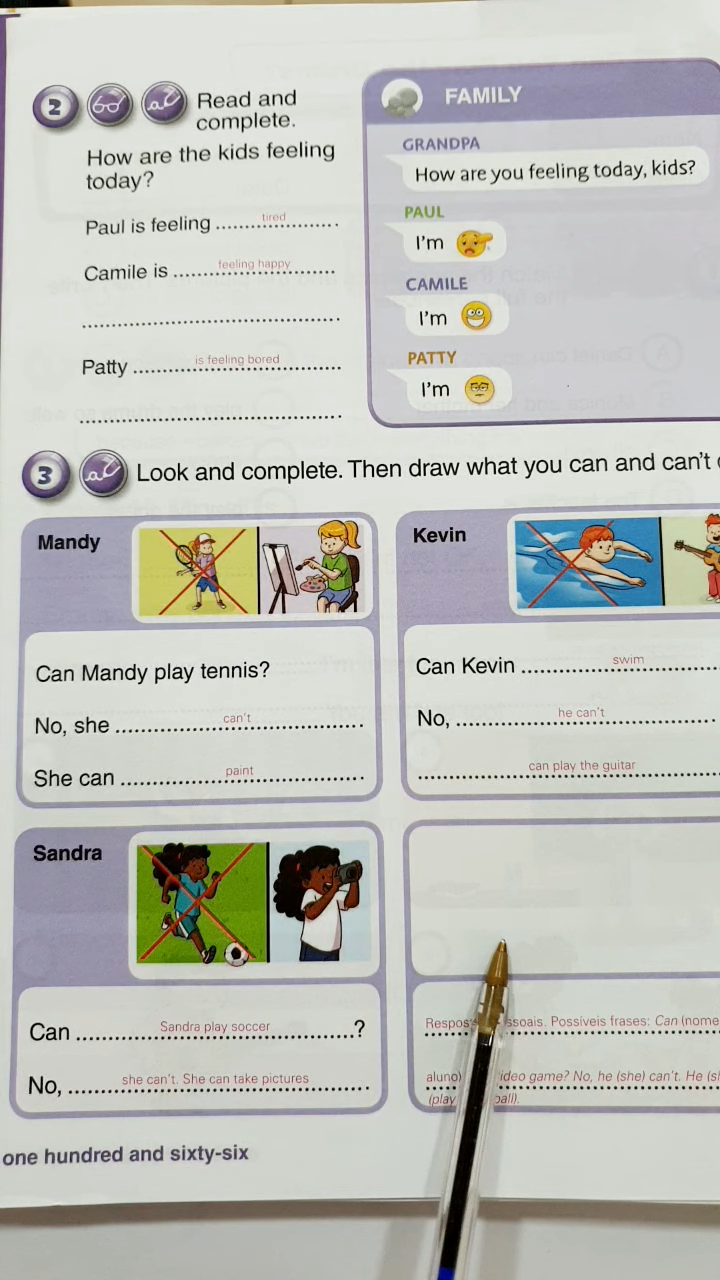 2 Read and
complete.
How are the kids feeling
today?
Paul is feeling tired
Camile is feeling happy
Patty is feeling bored
FAMILY
GRANDPA
How are you feeling today, kids?
PAUL
I'm
CAMILE
I'm
PATTY
I'm
3 Look and complete. Then draw what you can and can't
Mandy
Can Mandy play tennis?
No, she can't
She can paint
Kevin
Can Kevin swim
No, he can't
can play the guitar
Sandra
Can Sandra play soccer ?
No, she can't. She can take pictures
Possíveis frases: Can (nome
aluno) game? No, he (she) can't. He
(play
one hundred and sixty-six